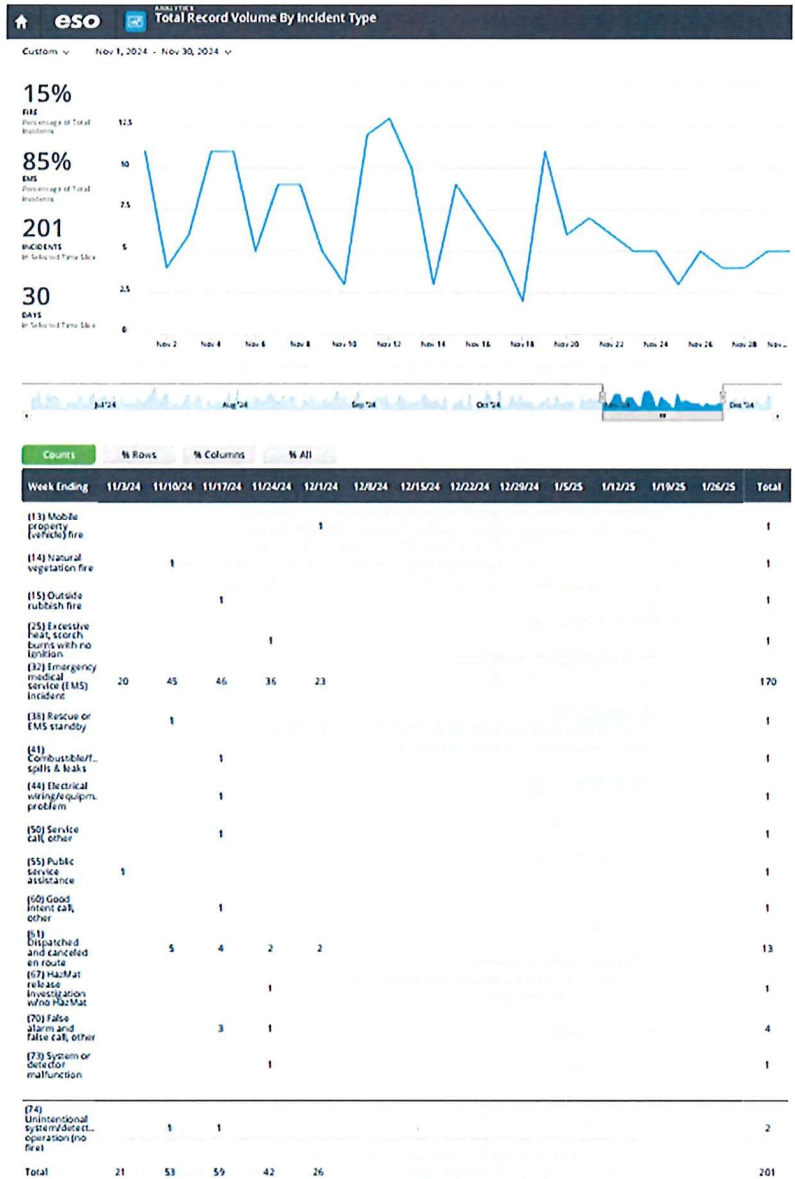 eso
ANALYTICS
Total Record Volume By Incident Type
Custom
Nov 1, 2024 - Nov 30, 2024
15%
FIRE
Percentage of Total
Incidents
85%
EMS
Percentage of Total
Incidents
201
INCIDENTS
In Selected Time Slice
30
DAYS
In Selected Time Slice
12.5
10
7.5
5
2.5
0
Nov 2 Nov 4 Nov 6 Nov 8 Nov 10 Nov 12 Nov 14 Nov 16 Nov 18 Nov 20 Nov 22 Nov 24 Nov 26 Nov 28 Nov...
Jul '24 Aug '24 Sep '24 Oct '24 Nov '24 Dec '24
Counts % Rows % Columns % All
Week Ending 11/3/24 11/10/24 11/17/24 11/24/24 12/1/24 12/8/24 12/15/24 12/22/24 12/29/24 1/5/25 1/12/25 1/19/25 1/26/25 Total
(13) Mobile
property 1 1
(vehicle) fire
(14) Natural
vegetation fire 1 1
(15) Outside
rubbish fire 1 1
(25) Excessive
heat, scorch
burns with no 1 1
ignition
(32) Emergency
medical
service (EMS) 20 45 46 36 23 170
incident
(38) Rescue or
EMS standby 1 1
(41)
Combustible/f... 1 1
spills & leaks
(44) Electrical
wiring/equipm... 1 1
problem
(50) Service
call, other 1 1
(55) Public
service 1 1
assistance
(60) Good
intent call, 1 1
other
(61)
Dispatched
and canceled 5 4 2 2 13
en route
(67) HazMat
release
investigation 1 1
w/no HazMat
(70) False
alarm and 3 1 4
false call, other
(73) System or
detector 1 1
malfunction
(74)
Unintentional
system/detect... 1 1 2
operation (no
fire)
Total 21 53 59 42 26 201